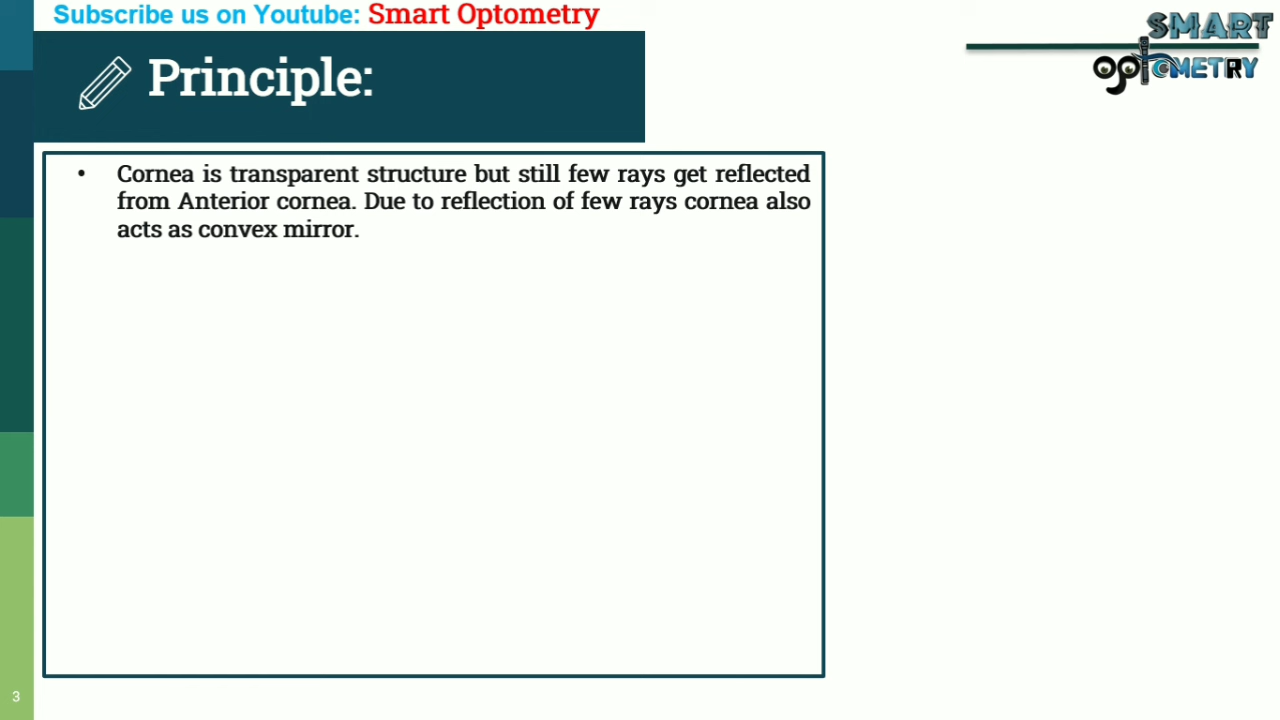 Subscribe us on Youtube: Smart Optometry
SMART
OptOMETRY
Principle:
• Cornea is transparent structure but still few rays get reflected
from Anterior cornea. Due to reflection of few rays cornea also
acts as convex mirror.
3